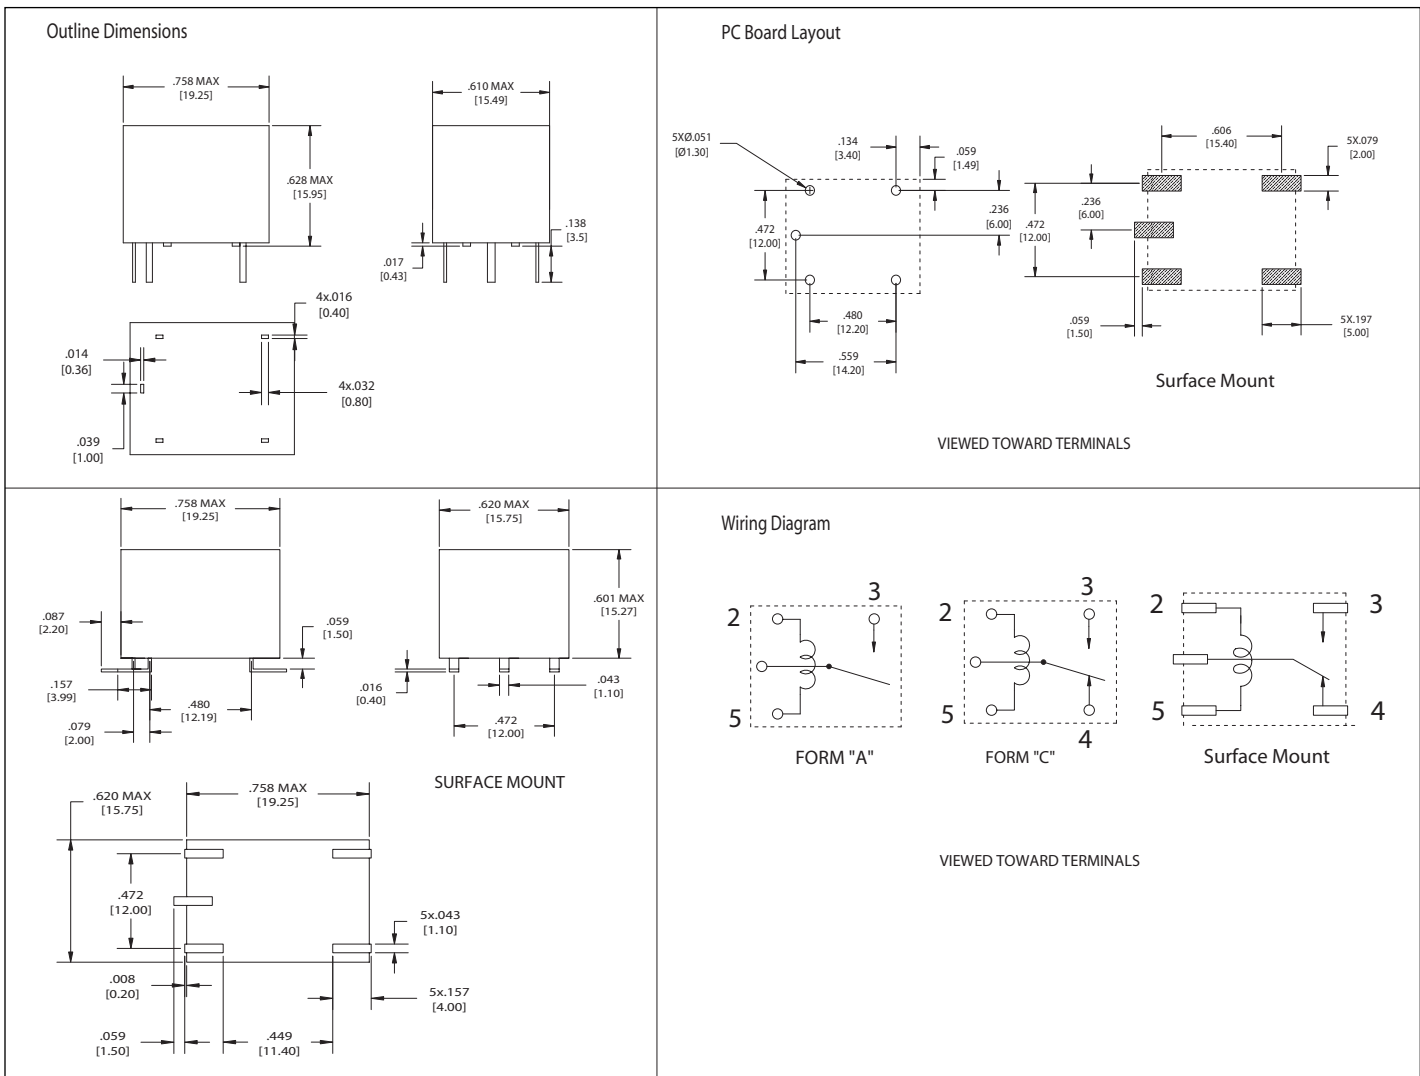 Outline Dimensions
.758 MAX
[19.25]
.610 MAX
[15.49]
.628 MAX
[15.95]
.138
[3.5]
.017
[0.43]
4x.016
[0.40]
.014
[0.36]
4x.032
[0.80]
.039
[1.00]
PC Board Layout
5XØ.051
[Ø1.30]
.134
[3.40]
.059
[1.49]
.236
[6.00]
.472
[12.00]
.480
[12.20]
.559
[14.20]
.606
[15.40]
5X.079
[2.00]
.236
[6.00]
.472
[12.00]
.059
[1.50]
5X.197
[5.00]
Surface Mount
VIEWED TOWARD TERMINALS
.758 MAX
[19.25]
.620 MAX
[15.75]
.601 MAX
[15.27]
.087
[2.20]
.059
[1.50]
.157
[3.99]
.480
[12.19]
.079
[2.00]
.016
[0.40]
.043
[1.10]
.472
[12.00]
SURFACE MOUNT
.620 MAX
[15.75]
.758 MAX
[19.25]
.472
[12.00]
5x.043
[1.10]
.008
[0.20]
5x.157
[4.00]
.059
[1.50]
.449
[11.40]
Wiring Diagram
2
3
5
FORM "A"
2
3
5
4
FORM "C"
2
3
5
4
Surface Mount
VIEWED TOWARD TERMINALS